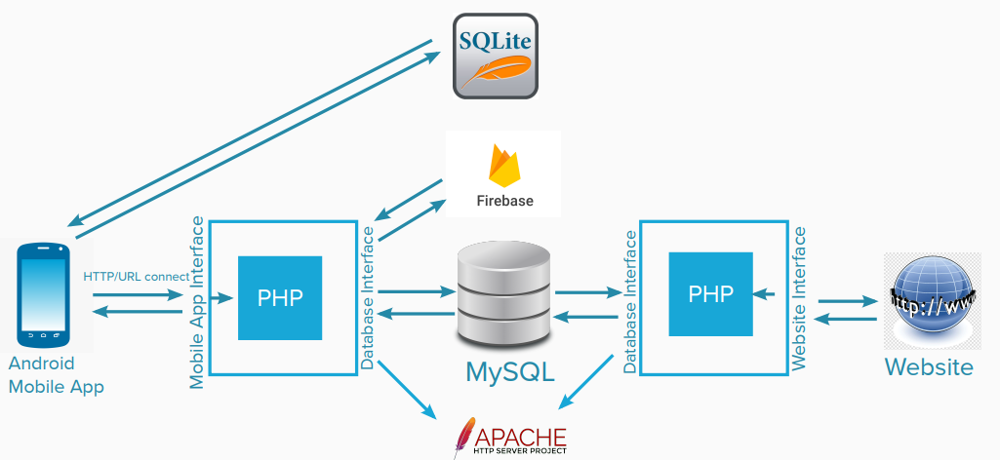 SQLite
Firebase
HTTP/URL connect
Mobile App Interface
PHP
Database Interface
MySQL
Database Interface
PHP
Website Interface
http://www
Android
Mobile App
Website
APACHE
HTTP SERVER PROJECT